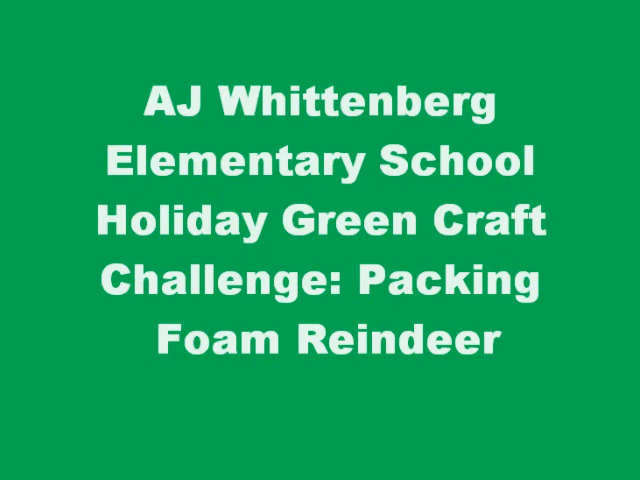 AJ Whittenberg
Elementary School
Holiday Green Craft
Challenge: Packing
Foam Reindeer